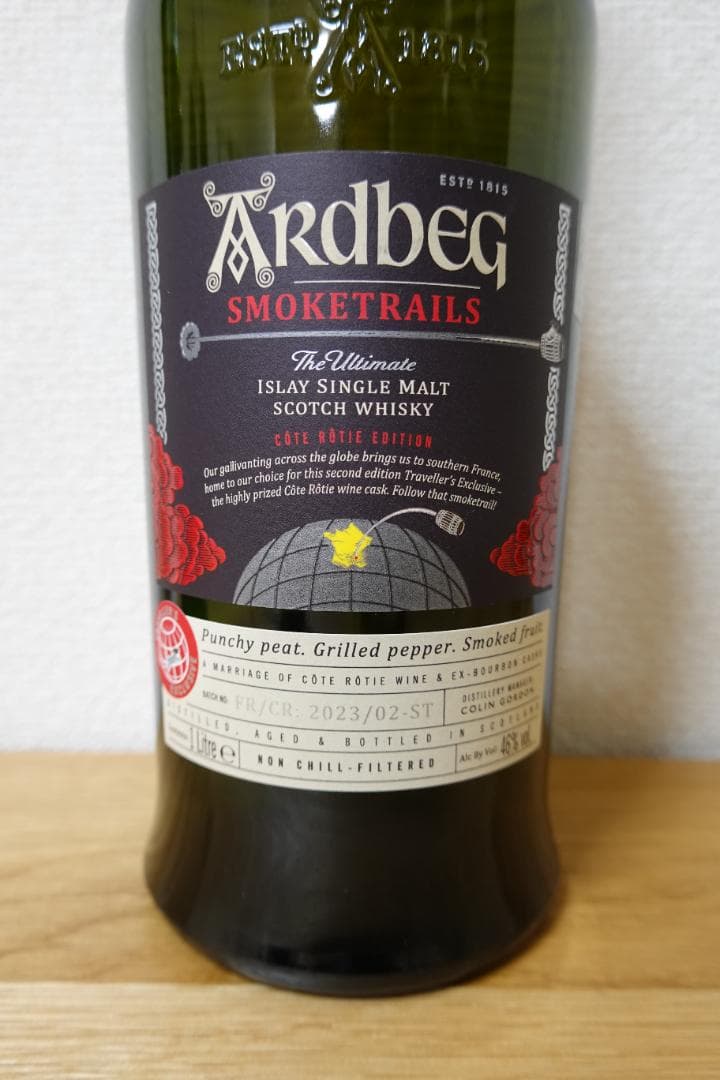 ESTD 1815
ESTD 1815
ARDBEG
SMOKETRAILS
The Ultimate
ISLAY SINGLE MALT
SCOTCH WHISKY
CÔTE RÔTIE EDITION
Our gallivanting across the globe brings us to southern France,
home to our choice for this second edition Traveller's Exclusive –
the highly prized Côte Rôtie wine cask. Follow that smoketrail!
Punchy peat. Grilled pepper. Smoked fruit.
A MARRIAGE OF CÔTE RÔTIE WINE & EX-BOURBON CASKS
EXCLUSIVE
BATCH NO: FR/CR: 2023/02-ST
DISTILLERY MANAGER:
COLIN GORDON
DISTILLED, AGED & BOTTLED IN SCOTLAND
1 Litre ℮
NON CHILL-FILTERED
Alc By Vol: 46% vol